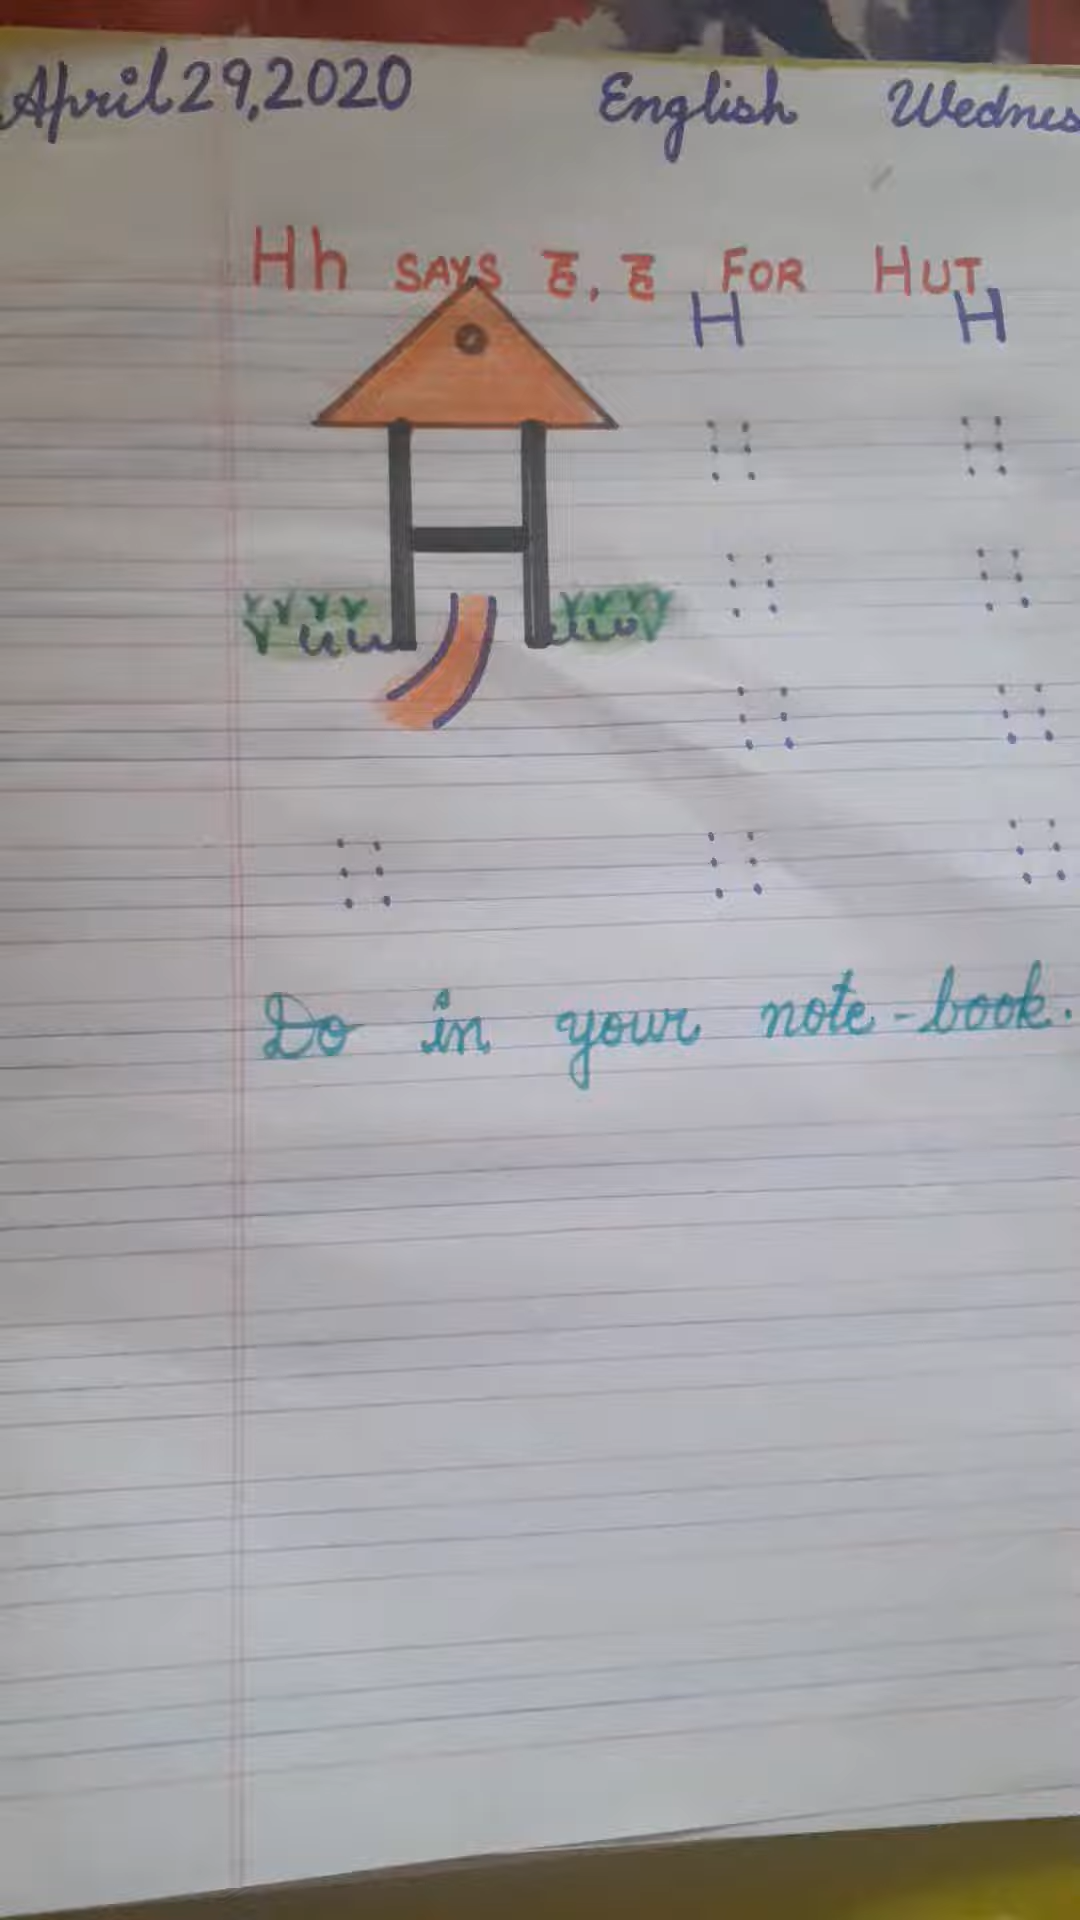 April 29, 2020 English Wednes
Hh SAYS ह, ह FOR HUT
H H
Do in your note-book.